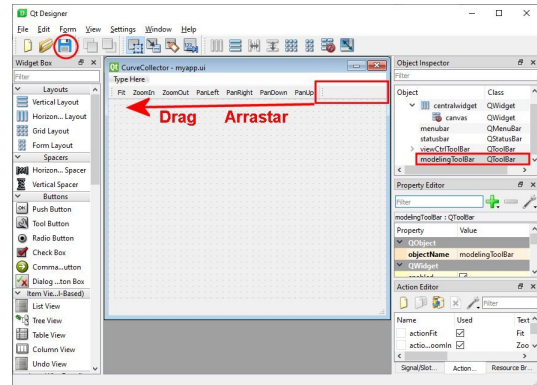 Qt Designer
File Edit Form View Settings Window Help
Widget Box
Filter
Layouts
Vertical Layout
Horizon... Layout
Grid Layout
Form Layout
Spacers
Horizon... Spacer
Vertical Spacer
Buttons
Push Button
Tool Button
Radio Button
Check Box
Comma...utton
Dialog ...ton Box
Item Vie...l-Based)
List View
Tree View
Table View
Column View
Undo View
CurveCollector - myapp.ui
Type Here
Fit ZoomIn ZoomOut PanLeft PanRight PanDown PanUp
Drag Arrastar
Object Inspector
Filter
Object Class
centralwidget QWidget
canvas QWidget
menubar QMenuBar
statusbar QStatusBar
viewCtrlToolBar QToolBar
modelingToolBar QToolBar
Property Editor
Filter
modelingToolBar : QToolBar
Property Value
QObject
objectName modelingToolBar
QWidget
enabled
Action Editor
Filter
Name Used Text
actionFit Fit
actio...oomIn Zoo
Signal/Slot... Action... Resource Br...